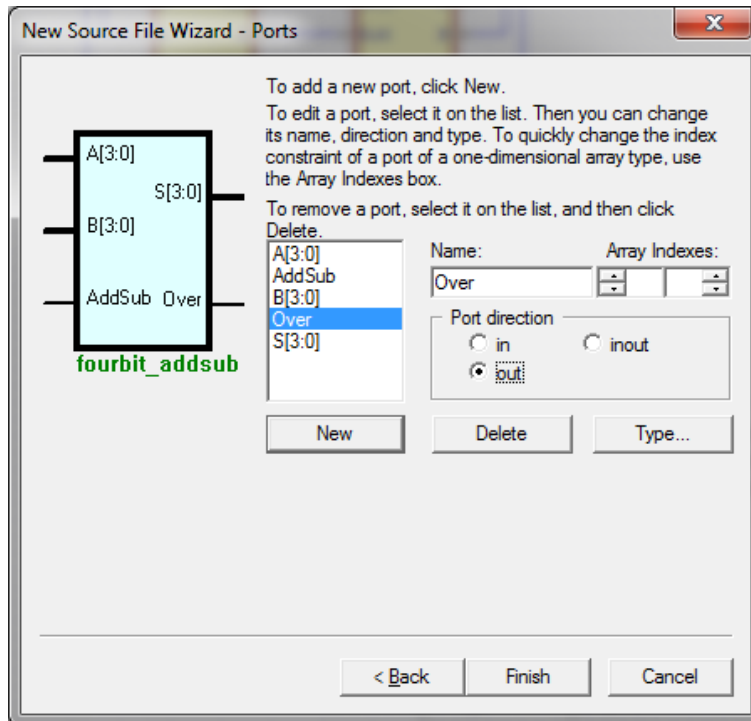 New Source File Wizard - Ports
To add a new port, click New.
To edit a port, select it on the list. Then you can change
its name, direction and type. To quickly change the index
constraint of a port of a one-dimensional array type, use
the Array Indexes box.
To remove a port, select it on the list, and then click
Delete.
A[3:0]
S[3:0]
B[3:0]
AddSub Over
fourbit_addsub
A[3:0]
AddSub
B[3:0]
Over
S[3:0]
Name: Array Indexes:
Over
Port direction
in inout
out
New Delete Type...
< Back Finish Cancel